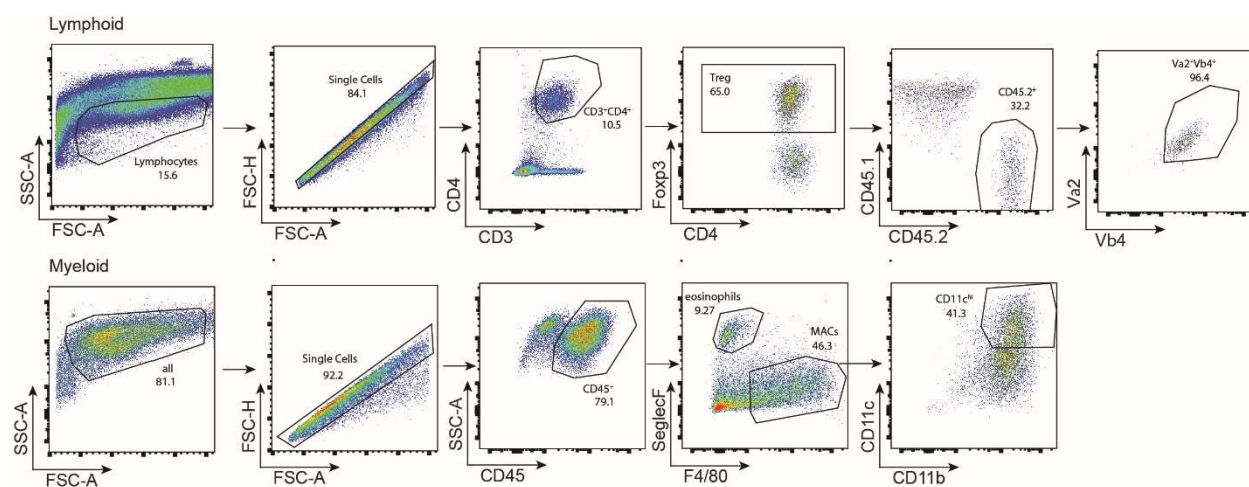 Lymphoid
SSC-A
FSC-A
Lymphocytes
15.6
FSC-H
FSC-A
Single Cells
84.1
CD4
CD3
CD3⁺CD4⁺
10.5
Foxp3
CD4
Treg
65.0
CD45.1
CD45.2
CD45.2⁺
32.2
Va2
Vb4
Va2⁺Vb4⁺
96.4
Myeloid
SSC-A
FSC-A
all
81.1
FSC-H
FSC-A
Single Cells
92.2
SSC-A
CD45
CD45⁺
79.1
SeglecF
F4/80
eosinophils
9.27
MACs
46.3
CD11c
CD11b
CD11cʰⁱ
41.3